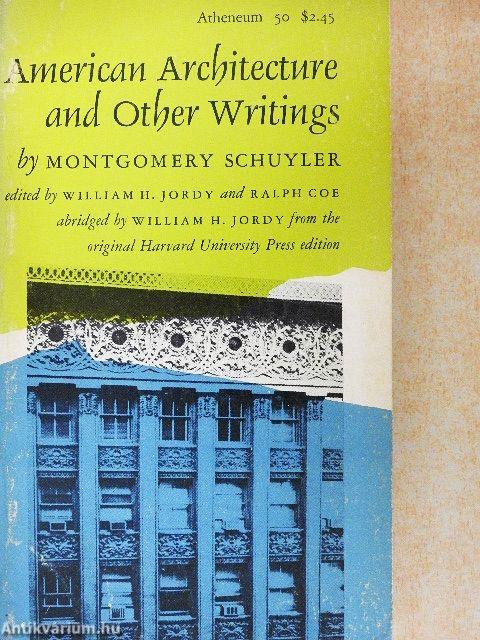 Atheneum 50 $2.45
American Architecture
and Other Writings
by MONTGOMERY SCHUYLER
edited by WILLIAM H. JORDY and RALPH COE
abridged by WILLIAM H. JORDY from the
original Harvard University Press edition
Antikvarium.hu